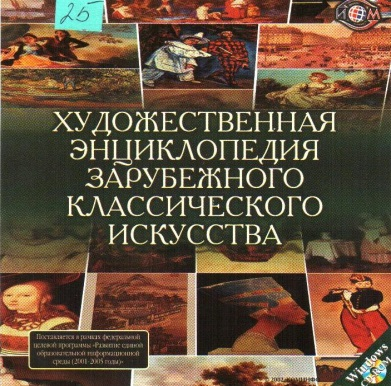 25
ХУДОЖЕСТВЕННАЯ
ЭНЦИКЛОПЕДИЯ
ЗАРУБЕЖНОГО
КЛАССИЧЕСКОГО
ИСКУССТВА
Поставляется в рамках федеральной
целевой программы «Развитие единой
образовательной информационной
среды (2001-2005 годы)»
Windows